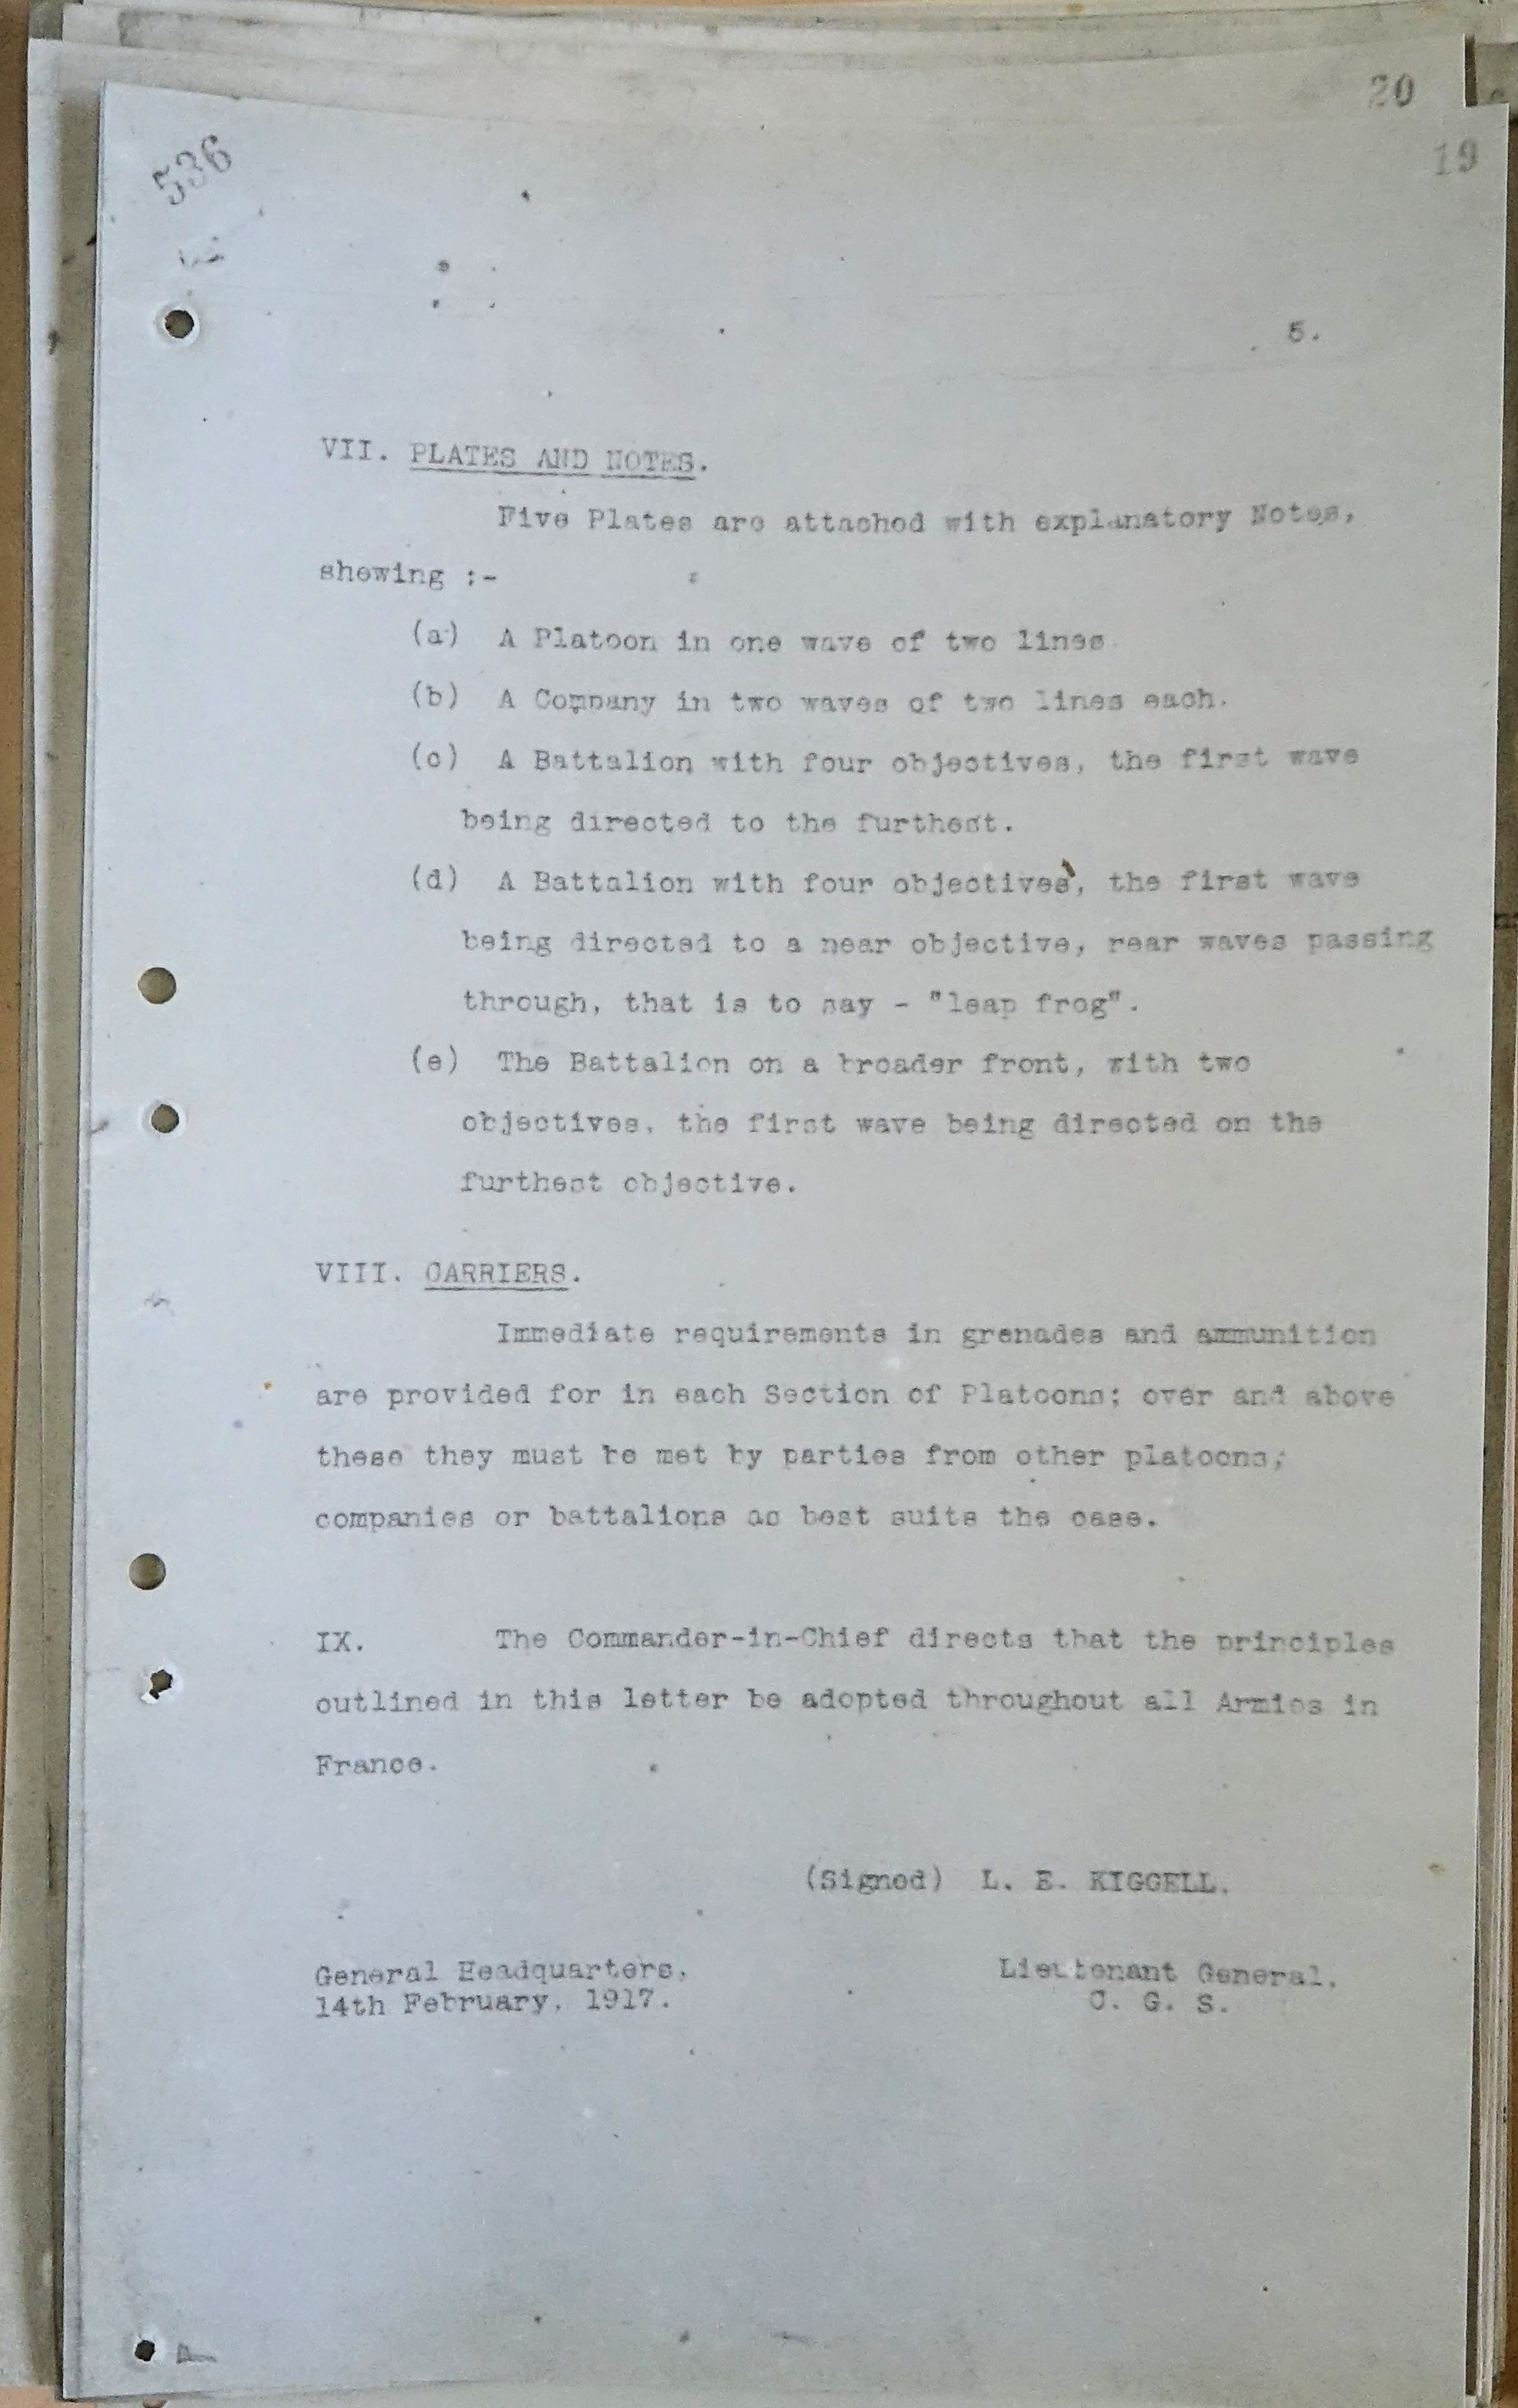 20
19
536
5.
VII. PLATES AND NOTES.
Five Plates are attached with explanatory Notes,
shewing :-
(a) A Platoon in one wave of two lines.
(b) A Company in two waves of two lines each.
(c) A Battalion with four objectives, the first wave
being directed to the furthest.
(d) A Battalion with four objectives, the first wave
being directed to a near objective, rear waves passing
through, that is to say - "leap frog".
(e) The Battalion on a broader front, with two
objectives, the first wave being directed on the
furthest objective.
VIII. CARRIERS.
Immediate requirements in grenades and ammunition
are provided for in each Section of Platoons; over and above
these they must be met by parties from other platoons,
companies or battalions as best suits the case.
IX. The Commander-in-Chief directs that the principles
outlined in this letter be adopted throughout all Armies in
France.
(Signed) L. E. KIGGELL.
General Headquarters, Lieutenant General,
14th February, 1917. C. G. S.